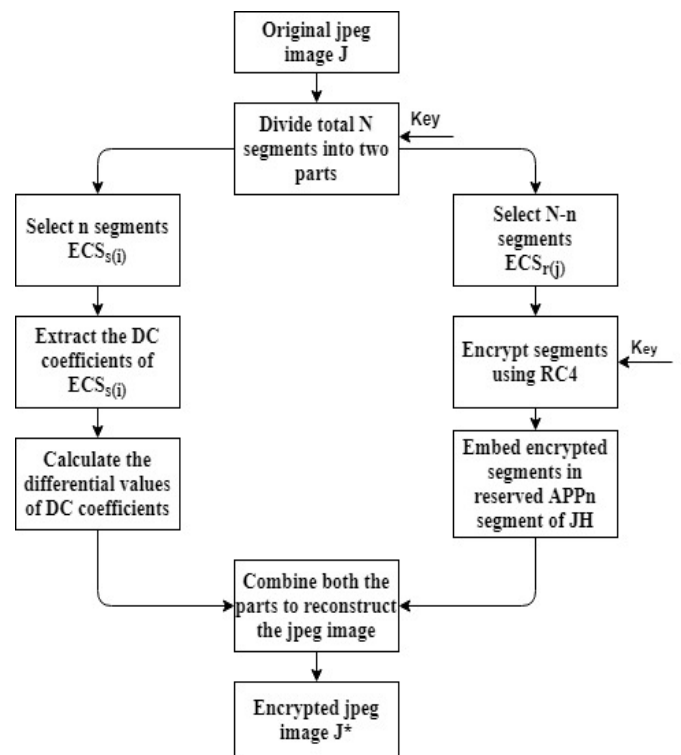 Original jpeg
image J
Divide total N
segments into two
parts
Key
Select n segments
ECSs(i)
Select N-n
segments
ECSr(j)
Extract the DC
coefficients of
ECSs(i)
Encrypt segments
using RC4
Key
Calculate the
differential values
of DC coefficients
Embed encrypted
segments in
reserved APPn
segment of JH
Combine both the
parts to reconstruct
the jpeg image
Encrypted jpeg
image J*